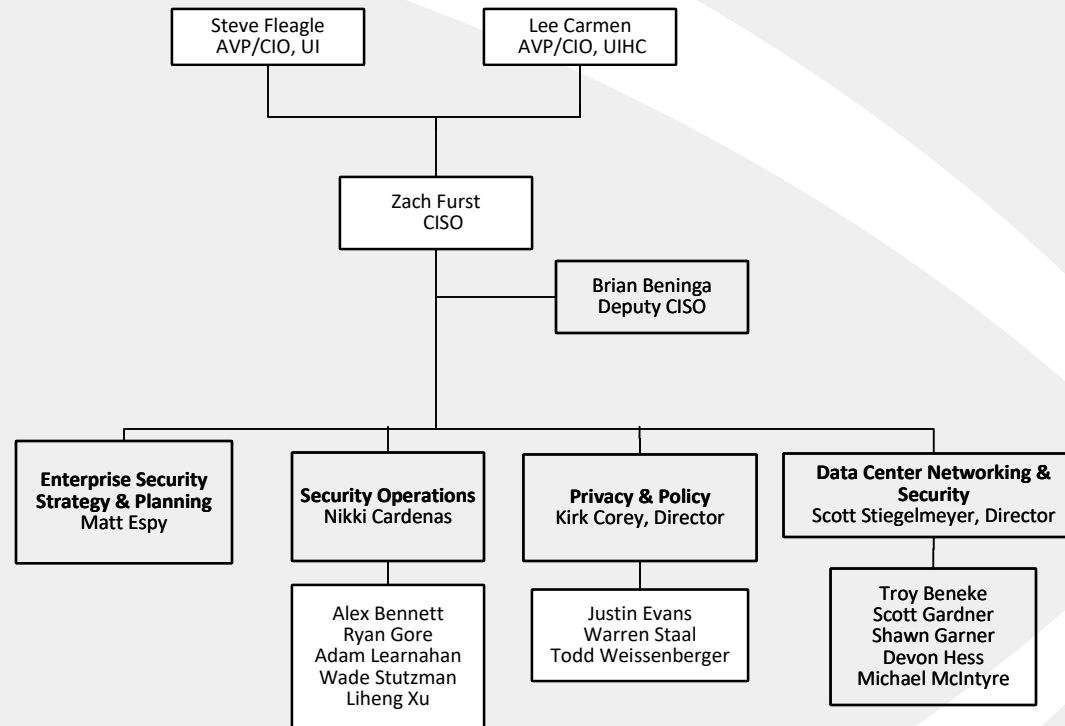 Steve Fleagle
AVP/CIO, UI
Lee Carmen
AVP/CIO, UIHC
Zach Furst
CISO
Brian Beninga
Deputy CISO
Enterprise Security
Strategy & Planning
Matt Espy
Security Operations
Nikki Cardenas
Privacy & Policy
Kirk Corey, Director
Data Center Networking &
Security
Scott Stiegelmeyer, Director
Alex Bennett
Ryan Gore
Adam Learnahan
Wade Stutzman
Liheng Xu
Justin Evans
Warren Staal
Todd Weissenberger
Troy Beneke
Scott Gardner
Shawn Garner
Devon Hess
Michael McIntyre